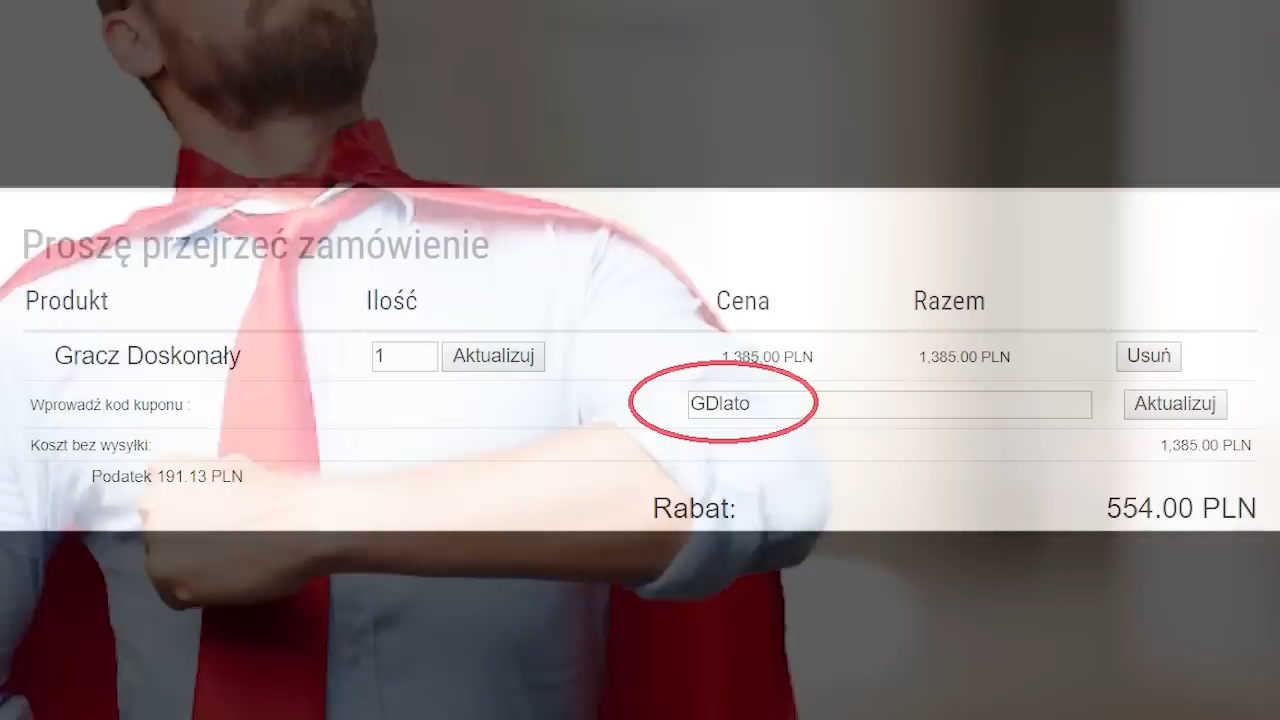 Proszę przejrzeć zamówienie
Produkt Ilość Cena Razem
Gracz Doskonały 1 Aktualizuj 1,385.00 PLN 1,385.00 PLN Usuń
Wprowadź kod kuponu : GDlato Aktualizuj
Koszt bez wysyłki: 1,385.00 PLN
Podatek 191.13 PLN
Rabat: 554.00 PLN